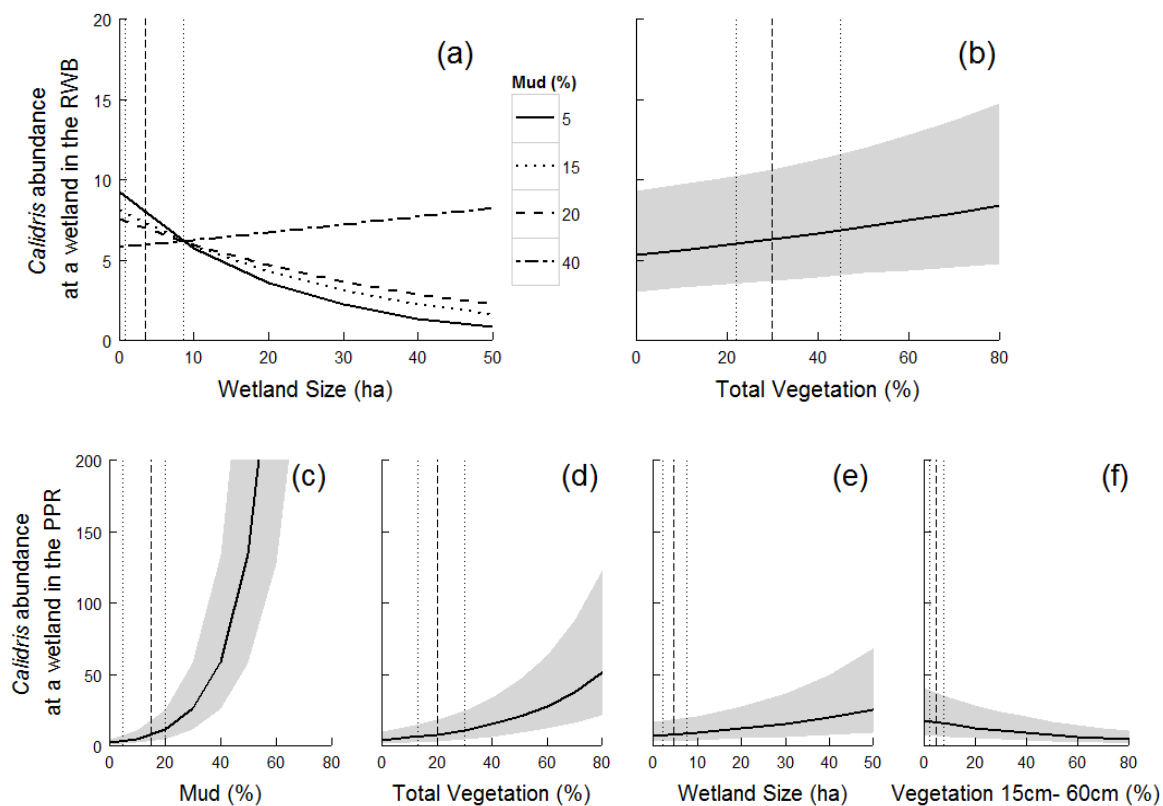 Calidris abundance
at a wetland in the RWB
20
15
10
5
0
(a)
0 10 20 30 40 50
Wetland Size (ha)
Mud (%)
5
15
20
40
(b)
0 20 40 60 80
Total Vegetation (%)
Calidris abundance
at a wetland in the PPR
200
150
100
50
0
(c)
0 20 40 60 80
Mud (%)
(d)
0 20 40 60 80
Total Vegetation (%)
(e)
0 10 20 30 40 50
Wetland Size (ha)
(f)
0 20 40 60 80
Vegetation 15cm- 60cm (%)